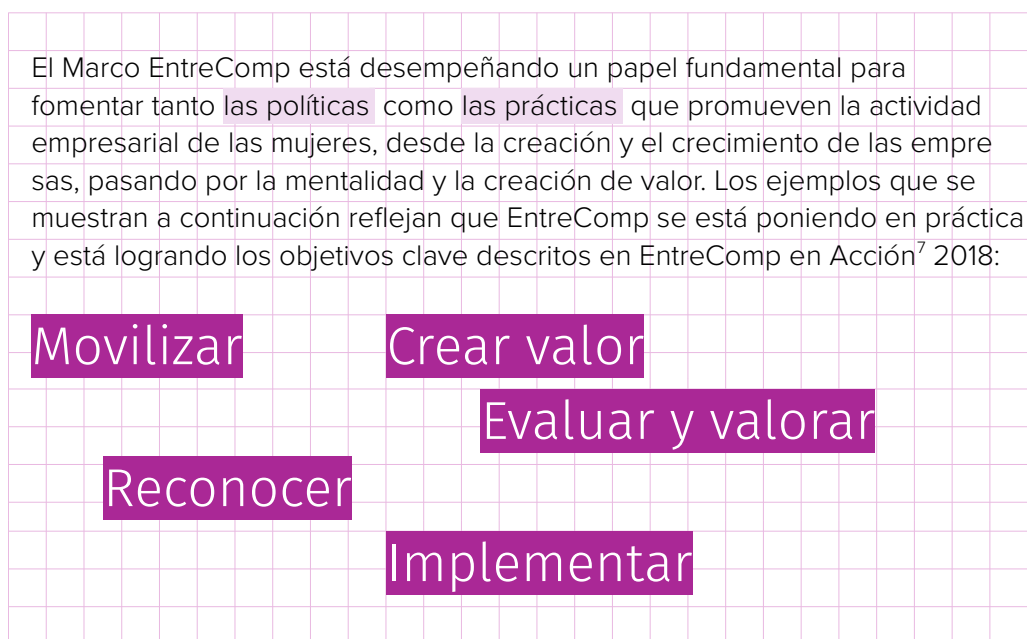 El Marco EntreComp está desempeñando un papel fundamental para
fomentar tanto las políticas como las prácticas que promueven la actividad
empresarial de las mujeres, desde la creación y el crecimiento de las empre
sas, pasando por la mentalidad y la creación de valor. Los ejemplos que se
muestran a continuación reflejan que EntreComp se está poniendo en práctica
y está logrando los objetivos clave descritos en EntreComp en Acción⁷ 2018:
Movilizar
Crear valor
Evaluar y valorar
Reconocer
Implementar